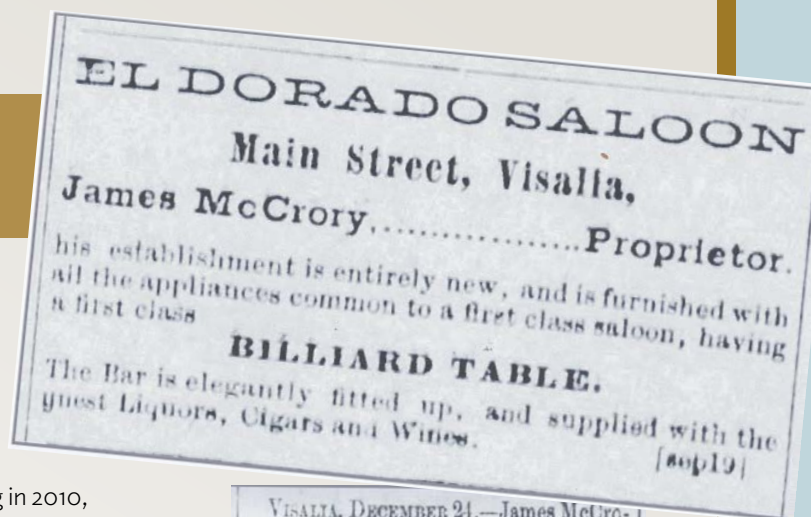 EL DORADO SALOON
Main Street, Visalia,
James McCrory,..................Proprietor.
his establishment is entirely new, and is furnished with
all the appliances common to a first class saloon, having
a first class
BILLIARD TABLE.
The Bar is elegantly fitted up, and supplied with the
Liquors, Cigars and Wines.
[sep19]
g in 2010,
VISALIA, DECEMBER 24.—James McCro-